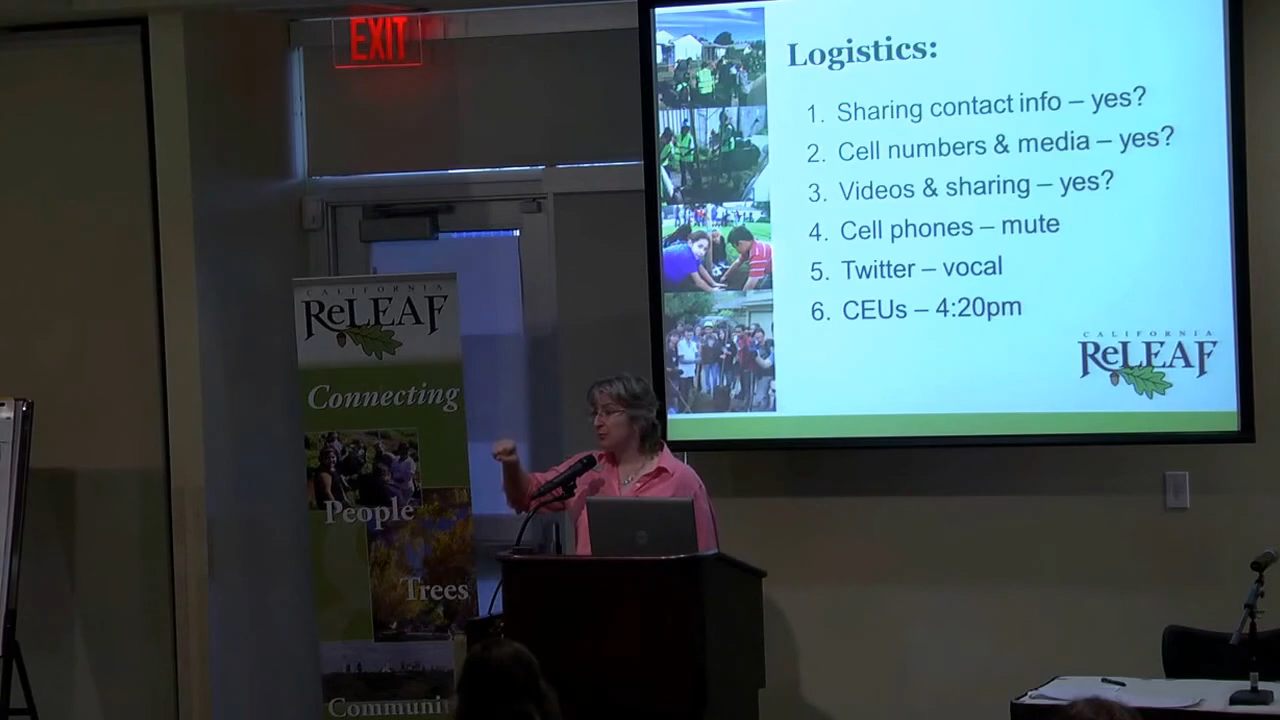 EXIT
Logistics:
1. Sharing contact info – yes?
2. Cell numbers & media – yes?
3. Videos & sharing – yes?
4. Cell phones – mute
5. Twitter – vocal
6. CEUs – 4:20pm
CALIFORNIA
ReLEAF
CALIFORNIA
ReLEAF
Connecting
People
Trees
Communi